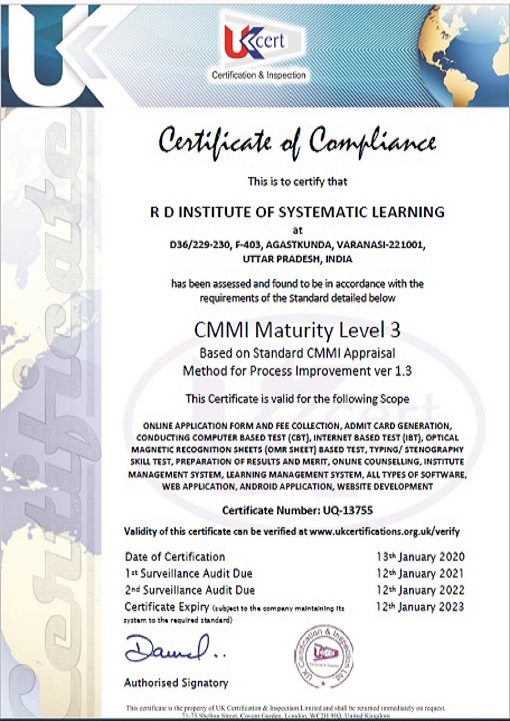 UK cert
Certification & Inspection
Certificate of Compliance
This is to certify that
R D INSTITUTE OF SYSTEMATIC LEARNING
at
D36/229-230, F-403, AGASTKUNDA, VARANASI-221001,
UTTAR PRADESH, INDIA
has been assessed and found to be in accordance with the
requirements of the Standard detailed below
CMMI Maturity Level 3
Based on Standard CMMI Appraisal
Method for Process Improvement ver 1.3
This Certificate is valid for the following Scope
ONLINE APPLICATION FORM AND FEE COLLECTION, ADMIT CARD GENERATION,
CONDUCTING COMPUTER BASED TEST (CBT), INTERNET BASED TEST (IBT), OPTICAL
MAGNETIC RECOGNITION SHEETS (OMR SHEET) BASED TEST, TYPING/ STENOGRAPHY
SKILL TEST, PREPARATION OF RESULTS AND MERIT, ONLINE COUNSELLING, INSTITUTE
MANAGEMENT SYSTEM, LEARNING MANAGEMENT SYSTEM, ALL TYPES OF SOFTWARE,
WEB APPLICATION, ANDROID APPLICATION, WEBSITE DEVELOPMENT
Certificate Number: UQ-13755
Validity of this certificate can be verified at www.ukcertifications.org.uk/verify
Date of Certification 13th January 2020
1st Surveillance Audit Due 12th January 2021
2nd Surveillance Audit Due 12th January 2022
Certificate Expiry (subject to the company maintaining its 12th January 2023
system to the required standard)
UK Certification & Inspection Ltd
Authorised Signatory
This certificate is the property of UK Certification & Inspection Limited and shall be returned immediately on request.
71-75 Shelton Street, Covent Garden, London, WC2H 9JQ, United Kingdom
Certificate